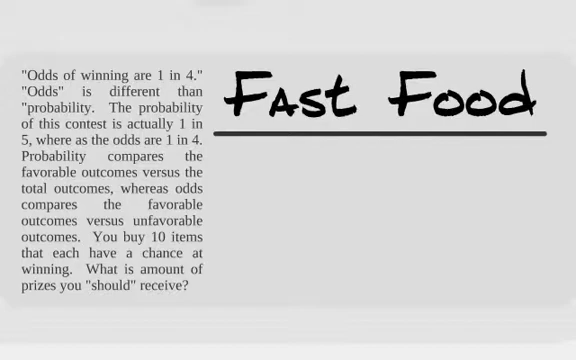 "Odds of winning are 1 in 4."
"Odds" is different than
"probability. The probability
of this contest is actually 1 in
5, where as the odds are 1 in 4.
Probability compares the
favorable outcomes versus the
total outcomes, whereas odds
compares the favorable
outcomes versus unfavorable
outcomes. You buy 10 items
that each have a chance at
winning. What is amount of
prizes you "should" receive?
Fast Food